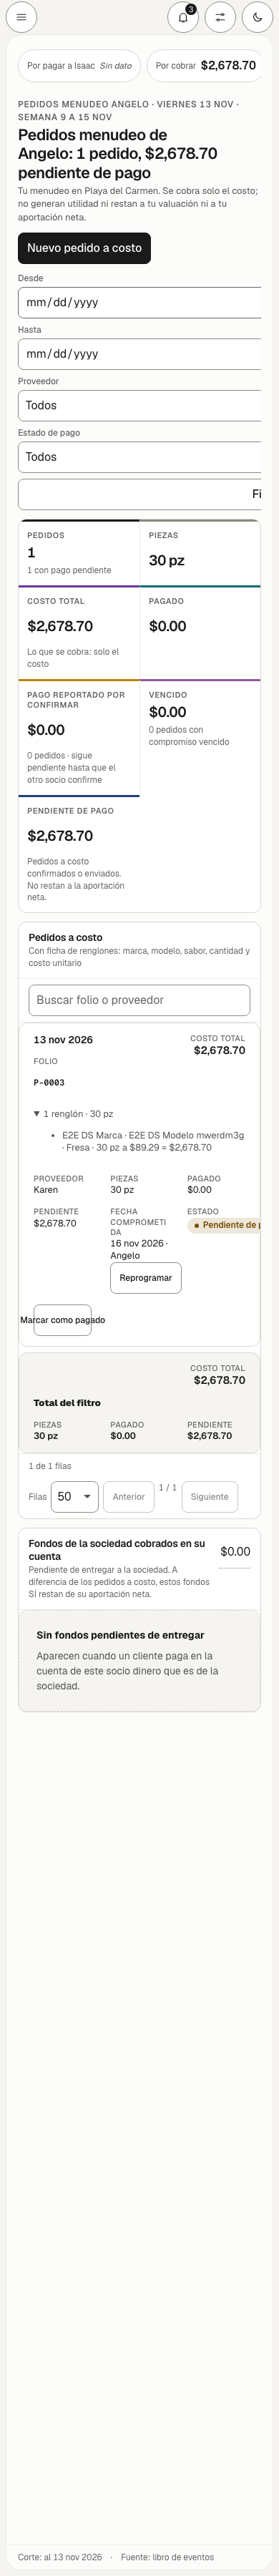 3
Por pagar a Isaac Sin dato
Por cobrar $2,678.70
PEDIDOS MENUDEO ANGELO · VIERNES 13 NOV ·
SEMANA 9 A 15 NOV
Pedidos menudeo de
Angelo: 1 pedido, $2,678.70
pendiente de pago
Tu menudeo en Playa del Carmen. Se cobra solo el costo;
no generan utilidad ni restan a tu valuación ni a tu
aportación neta.
Nuevo pedido a costo
Desde
mm/dd/yyyy
Hasta
mm/dd/yyyy
Proveedor
Todos
Estado de pago
Todos
Fi
PEDIDOS
1
1 con pago pendiente
PIEZAS
30 pz
COSTO TOTAL
$2,678.70
Lo que se cobra: solo el
costo
PAGADO
$0.00
PAGO REPORTADO POR
CONFIRMAR
$0.00
0 pedidos · sigue
pendiente hasta que el
otro socio confirme
VENCIDO
$0.00
0 pedidos con
compromiso vencido
PENDIENTE DE PAGO
$2,678.70
Pedidos a costo
confirmados o enviados.
No restan a la aportación
neta.
Pedidos a costo
Con ficha de renglones: marca, modelo, sabor, cantidad y
costo unitario
Buscar folio o proveedor
13 nov 2026
COSTO TOTAL
$2,678.70
FOLIO
P-0003
▼ 1 renglón · 30 pz
• E2E DS Marca · E2E DS Modelo mwerdm3g
· Fresa · 30 pz a $89.29 = $2,678.70
PROVEEDOR
Karen
PIEZAS
30 pz
PAGADO
$0.00
PENDIENTE
$2,678.70
FECHA
COMPROMETI
DA
16 nov 2026 ·
Angelo
Reprogramar
ESTADO
Pendiente de p
Marcar como pagado
COSTO TOTAL
$2,678.70
Total del filtro
PIEZAS
30 pz
PAGADO
$0.00
PENDIENTE
$2,678.70
1 de 1 filas
Filas 50 Anterior 1 / 1 Siguiente
Fondos de la sociedad cobrados en su
cuenta
$0.00
Pendiente de entregar a la sociedad. A
diferencia de los pedidos a costo, estos fondos
SÍ restan de su aportación neta.
Sin fondos pendientes de entregar
Aparecen cuando un cliente paga en la
cuenta de este socio dinero que es de la
sociedad.
Corte: al 13 nov 2026 · Fuente: libro de eventos